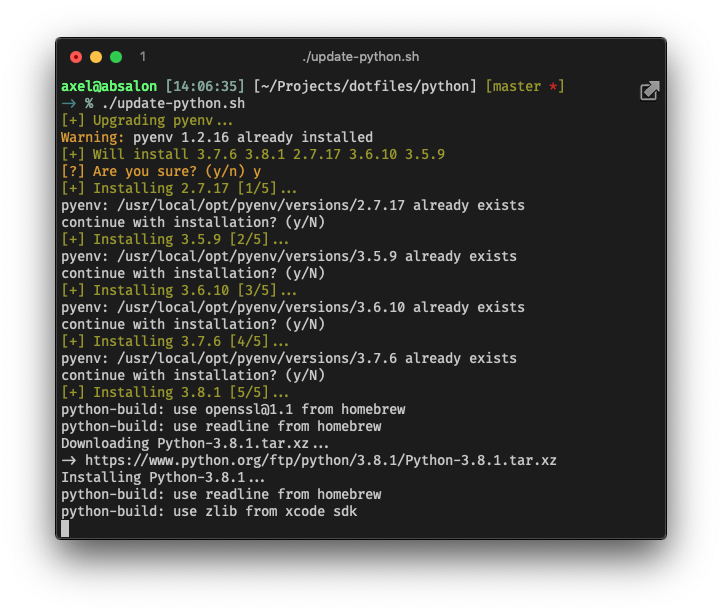 1 ./update-python.sh
axel@absalon [14:06:35] [~/Projects/dotfiles/python] [master *]
→ % ./update-python.sh
[+] Upgrading pyenv...
Warning: pyenv 1.2.16 already installed
[+] Will install 3.7.6 3.8.1 2.7.17 3.6.10 3.5.9
[?] Are you sure? (y/n) y
[+] Installing 2.7.17 [1/5]...
pyenv: /usr/local/opt/pyenv/versions/2.7.17 already exists
continue with installation? (y/N)
[+] Installing 3.5.9 [2/5]...
pyenv: /usr/local/opt/pyenv/versions/3.5.9 already exists
continue with installation? (y/N)
[+] Installing 3.6.10 [3/5]...
pyenv: /usr/local/opt/pyenv/versions/3.6.10 already exists
continue with installation? (y/N)
[+] Installing 3.7.6 [4/5]...
pyenv: /usr/local/opt/pyenv/versions/3.7.6 already exists
continue with installation? (y/N)
[+] Installing 3.8.1 [5/5]...
python-build: use openssl@1.1 from homebrew
python-build: use readline from homebrew
Downloading Python-3.8.1.tar.xz...
→ https://www.python.org/ftp/python/3.8.1/Python-3.8.1.tar.xz
Installing Python-3.8.1...
python-build: use readline from homebrew
python-build: use zlib from xcode sdk